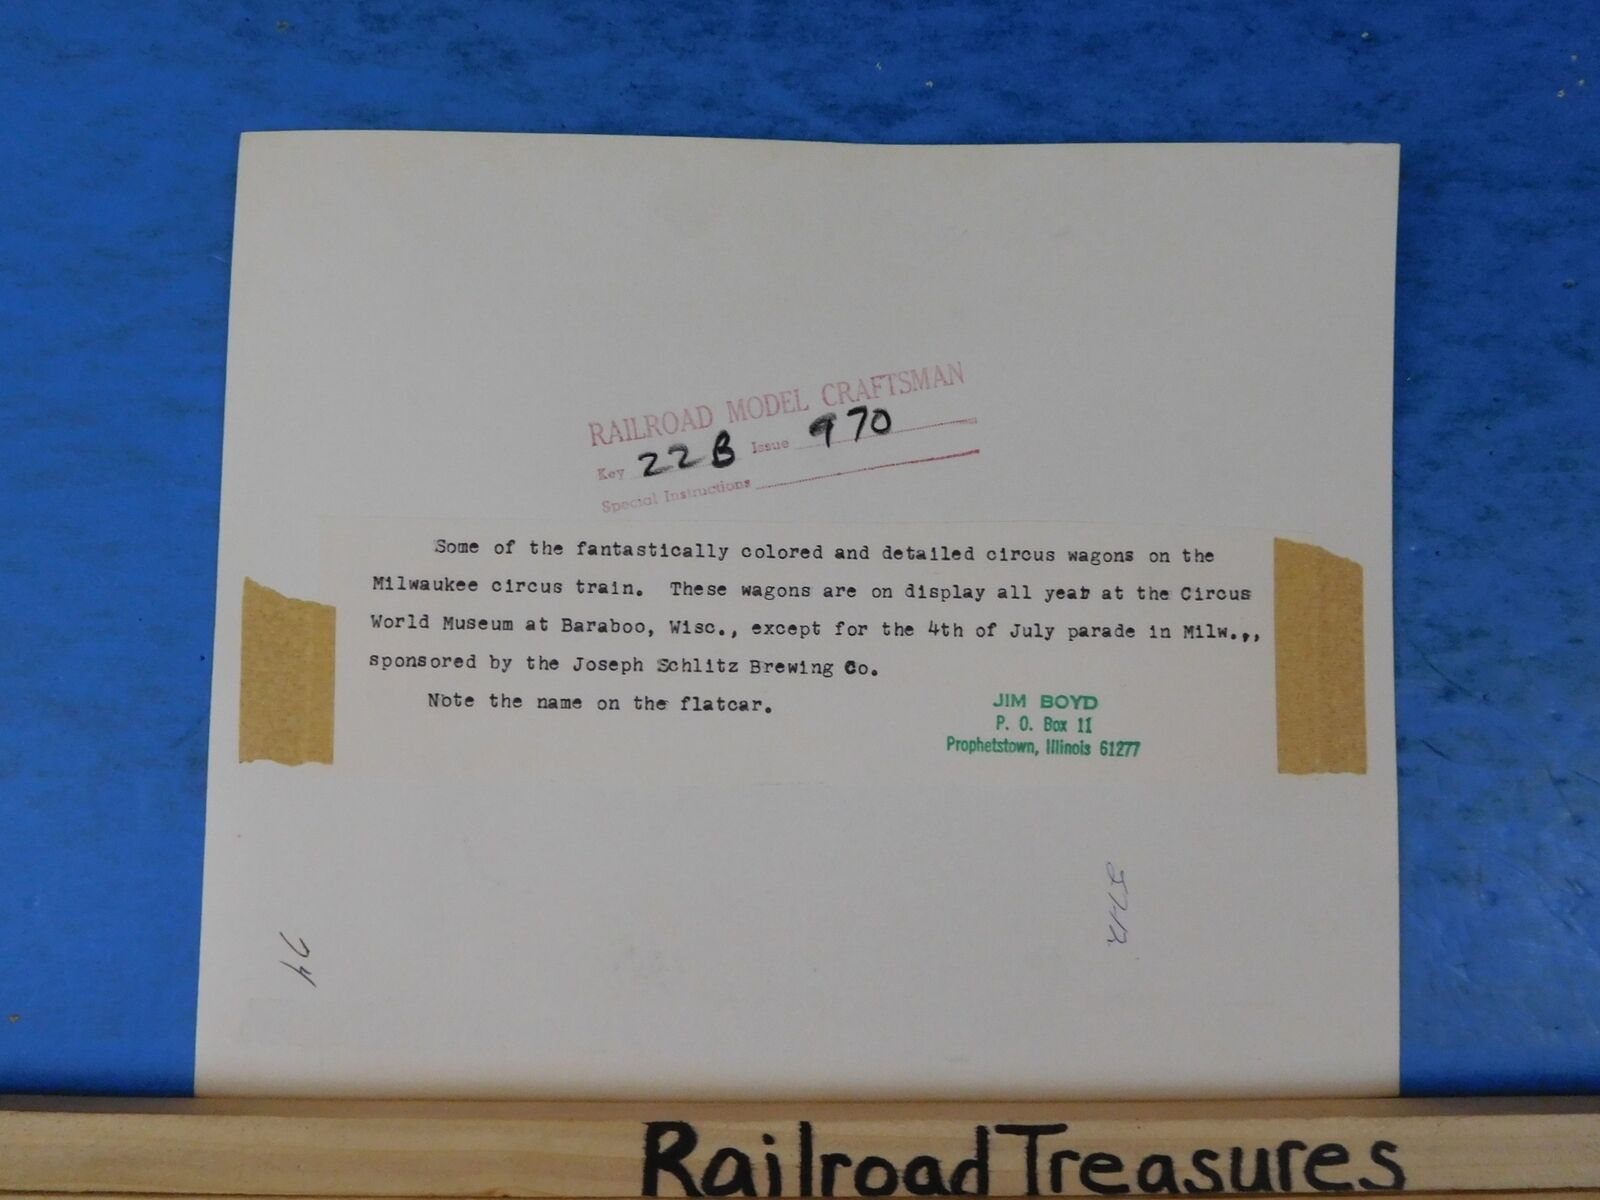 RAILROAD MODEL CRAFTSMAN
Key 22B Issue 970
Special Instructions
Some of the fantastically colored and detailed circus wagons on the
Milwaukee circus train. These wagons are on display all year at the Circus
World Museum at Baraboo, Wisc., except for the 4th of July parade in Milw.,,
sponsored by the Joseph Schlitz Brewing Co.
Note the name on the flatcar.
JIM BOYD
P. O. Box 11
Prophetstown, Illinois 61277
74
Railroad Treasures